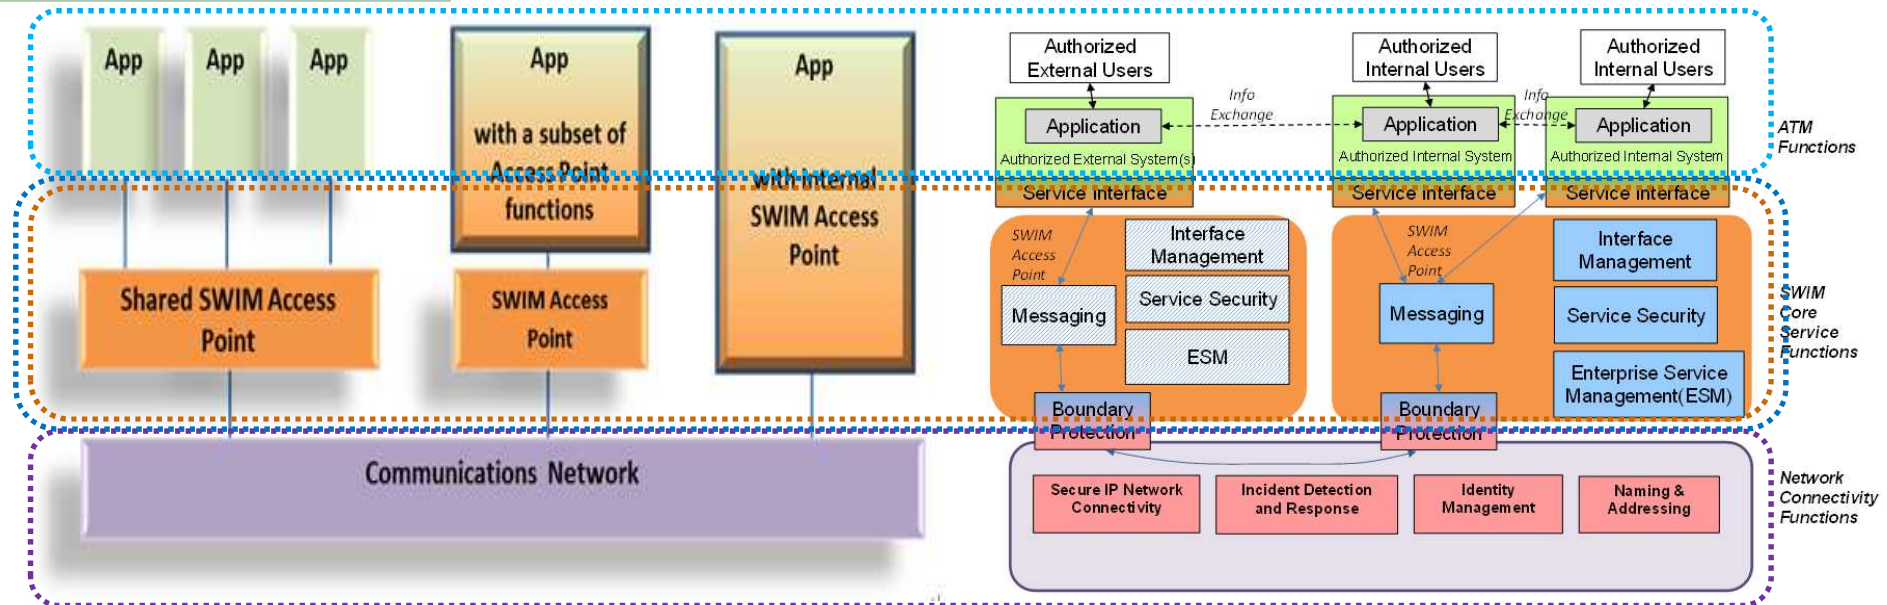 App
App
App
App
with a subset of
Access Point
functions
App
with internal
SWIM Access
Point
Shared SWIM Access
Point
SWIM Access
Point
Communications Network
Authorized
External Users
Authorized
Internal Users
Authorized
Internal Users
Info
Exchange
Info
Exchange
Application
Application
Application
Authorized External System(s)
Authorized Internal System
Authorized Internal System
Service interface
Service interface
Service interface
ATM
Functions
SWIM
Access
Point
Interface
Management
Service Security
ESM
Messaging
Boundary
Protection
SWIM
Access
Point
Messaging
Interface
Management
Service Security
Enterprise Service
Management(ESM)
Boundary
Protection
SWIM
Core
Service
Functions
Secure IP Network
Connectivity
Incident Detection
and Response
Identity
Management
Naming &
Addressing
Network
Connectivity
Functions